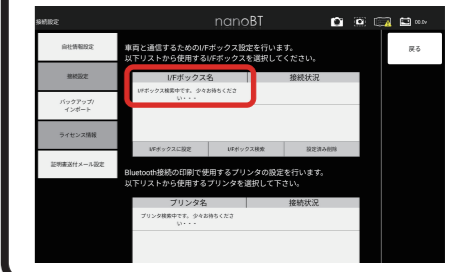 接続設定
nanoBT
00.0v
自社情報設定
接続設定
バックアップ/
インポート
ライセンス情報
証明書送付メール設定
車両と通信するためのI/Fボックス設定を行います。
以下リストから使用するI/Fボックスを選択してください。
I/Fボックス名
接続状況
I/Fボックス検索中です。少々お待ちくださ
い・・・
I/Fボックスに設定
I/Fボックス検索
設定済み削除
Bluetooth接続の印刷で使用するプリンタの設定を行います。
以下リストから使用するプリンタを選択して下さい。
プリンタ名
接続状況
プリンタ検索中です。少々お待ちくださ
い・・・
戻る